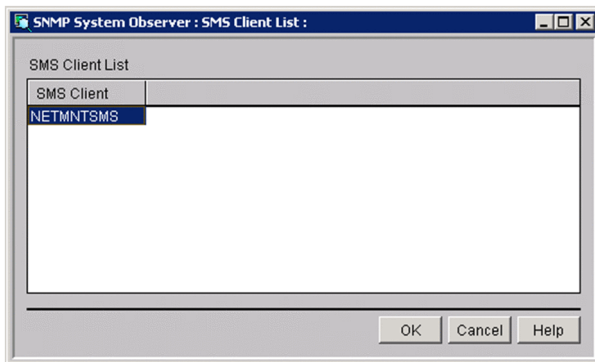 SNMP System Observer : SMS Client List :
SMS Client List
SMS Client
NETMNTSMS
OK Cancel Help